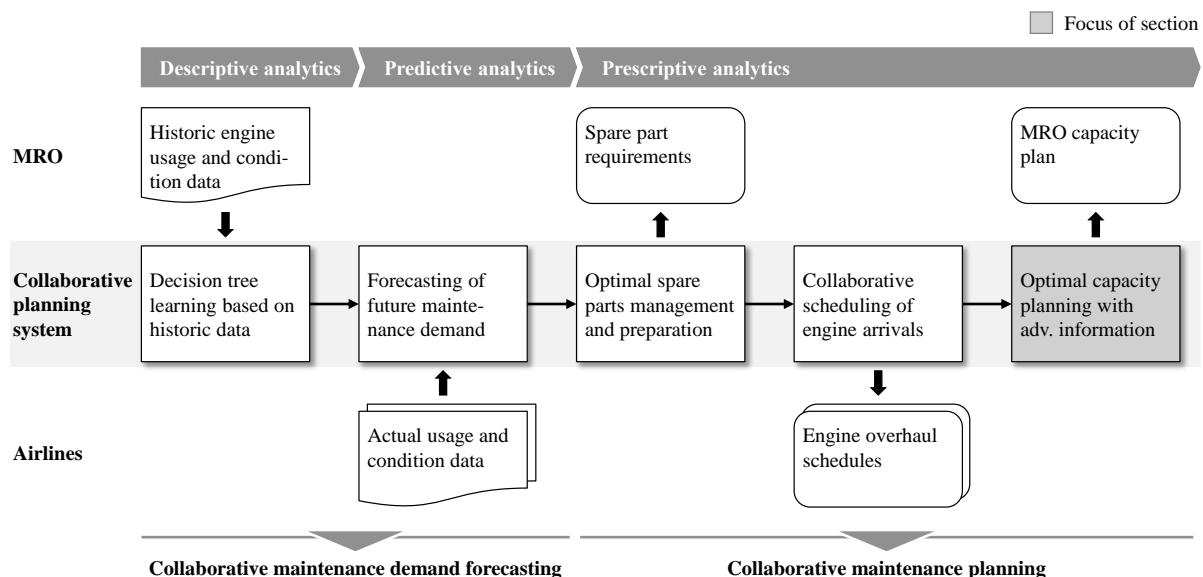 Focus of section
Descriptive analytics
Predictive analytics
Prescriptive analytics
MRO
Historic engine
usage and condi-
tion data
Spare part
requirements
MRO capacity
plan
Collaborative
planning
system
Decision tree
learning based on
historic data
Forecasting of
future mainte-
nance demand
Optimal spare
parts management
and preparation
Collaborative
scheduling of
engine arrivals
Optimal capacity
planning with
adv. information
Airlines
Actual usage and
condition data
Engine overhaul
schedules
Collaborative maintenance demand forecasting
Collaborative maintenance planning